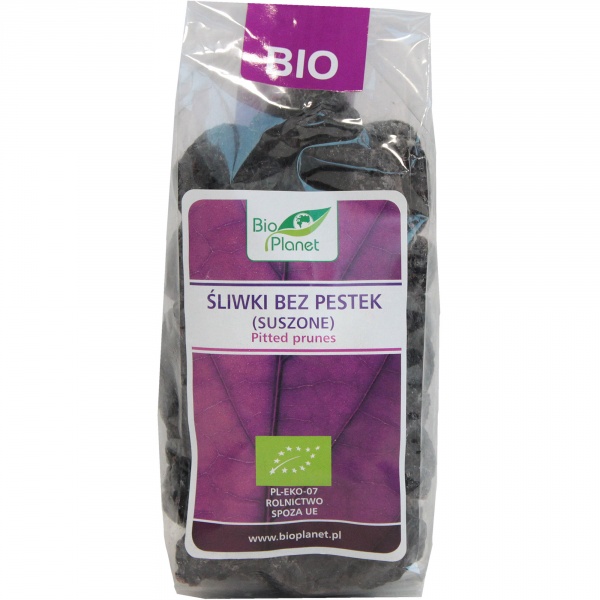 BIO
Bio
Planet
ŚLIWKI BEZ PESTEK
(SUSZONE)
Pitted prunes
PL-EKO-07
ROLNICTWO
SPOZA UE
www.bioplanet.pl